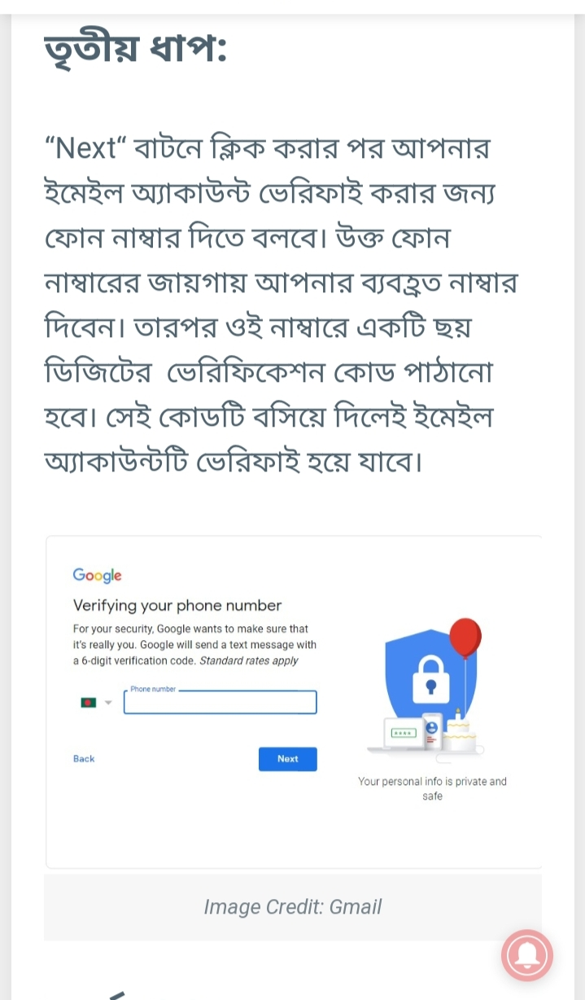 তৃতীয় ধাপ:
“Next“ বাটনে ক্লিক করার পর আপনার
ইমেইল অ্যাকাউন্ট ভেরিফাই করার জন্য
ফোন নাম্বার দিতে বলবে। উক্ত ফোন
নাম্বারের জায়গায় আপনার ব্যবহৃত নাম্বার
দিবেন। তারপর ওই নাম্বারে একটি ছয়
ডিজিটের ভেরিফিকেশন কোড পাঠানো
হবে। সেই কোডটি বসিয়ে দিলেই ইমেইল
অ্যাকাউন্টটি ভেরিফাই হয়ে যাবে।
Google
Verifying your phone number
For your security, Google wants to make sure that
it's really you. Google will send a text message with
a 6-digit verification code. Standard rates apply
Phone number
Back
Next
Your personal info is private and
safe
Image Credit: Gmail